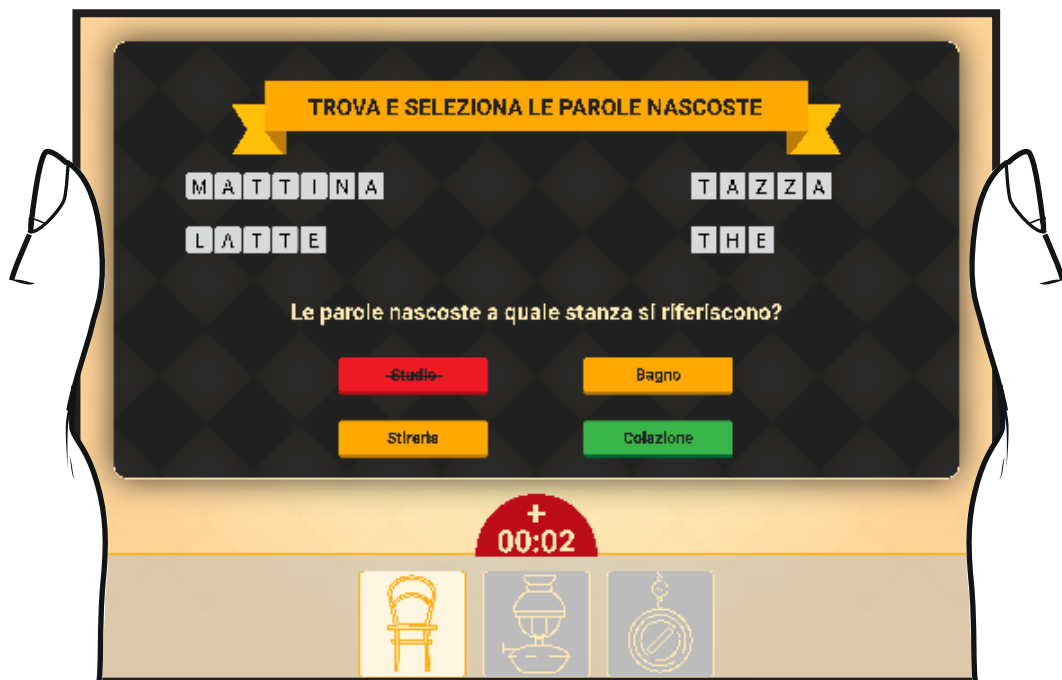 TROVA E SELEZIONA LE PAROLE NASCOSTE
MATTINA
TAZZA
LATTE
THE
Le parole nascoste a quale stanza si riferiscono?
Studio
Bagno
Stireria
Colazione
+
00:02